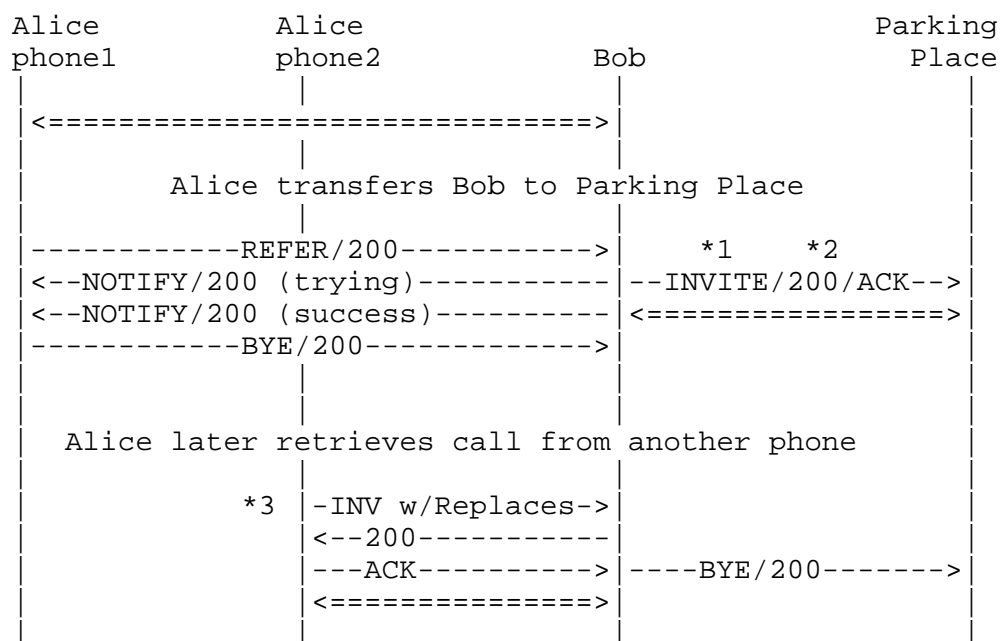 Alice              Alice                                 Parking
phone1            phone2               Bob                 Place
|                   |                     |                       |
|<===============================>|                       |
|                   |                     |                       |
|         Alice transfers Bob to Parking Place          |
|                   |                     |                       |
|------------REFER/200----------->|    *1    *2           |
|<--NOTIFY/200 (trying)-----------|--INVITE/200/ACK-->|
|<--NOTIFY/200 (success)----------|<=================>|
|------------BYE/200------------->|                       |
|                   |                     |                       |
|                   |                     |                       |
|  Alice later retrieves call from another phone        |
|                   |                     |                       |
|            *3 |-INV w/Replaces->|                       |
|               |<--200-----------|                       |
|               |---ACK---------->|----BYE/200------->|
|               |<===============>|                       |
|                   |                     |                       |